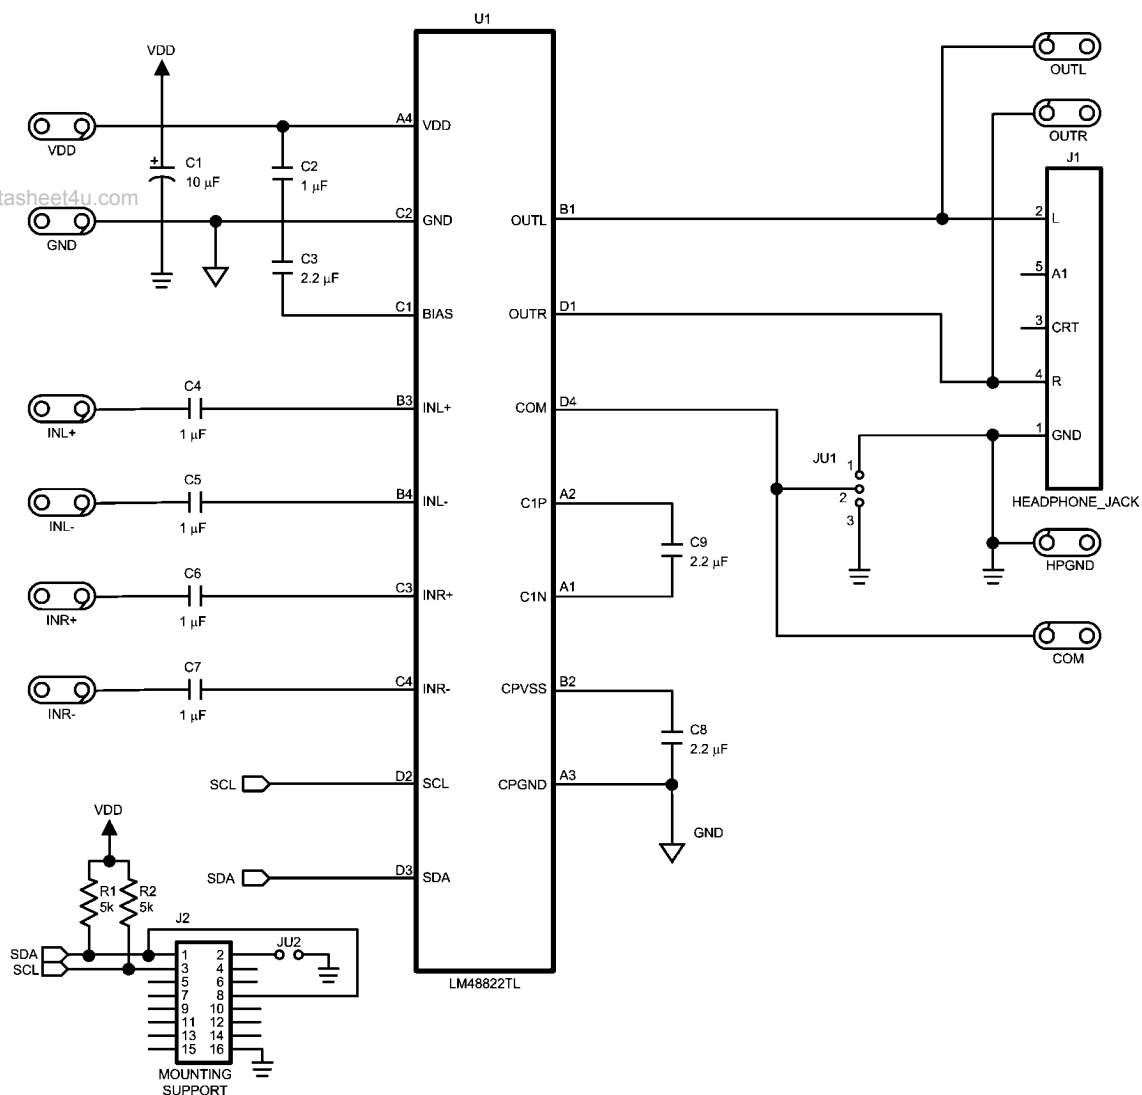 U1
VDD
OUTL
A4
VDD
VDD
OUTR
J1
+
C1
10 µF
C2
1 µF
tasheet4u.com
C2
GND
GND
C3
2.2 µF
C1
BIAS
OUTL
B1
2
L
5
A1
OUTR
D1
3
CRT
4
R
C4
1 µF
INL+
B3
INL+
COM
D4
1
GND
JU1
1
2
3
HEADPHONE_JACK
C5
1 µF
INL-
B4
INL-
C1P
A2
C9
2.2 µF
HPGND
C6
1 µF
INR+
C3
INR+
C1N
A1
COM
C7
1 µF
INR-
C4
INR-
CPVSS
B2
C8
2.2 µF
SCL
D2
SCL
CPGND
A3
GND
VDD
SDA
D3
SDA
R1
5k
R2
5k
J2
SDA
SCL
JU2
1 2
3 4
5 6
7 8
9 10
11 12
13 14
15 16
MOUNTING
SUPPORT
LM48822TL